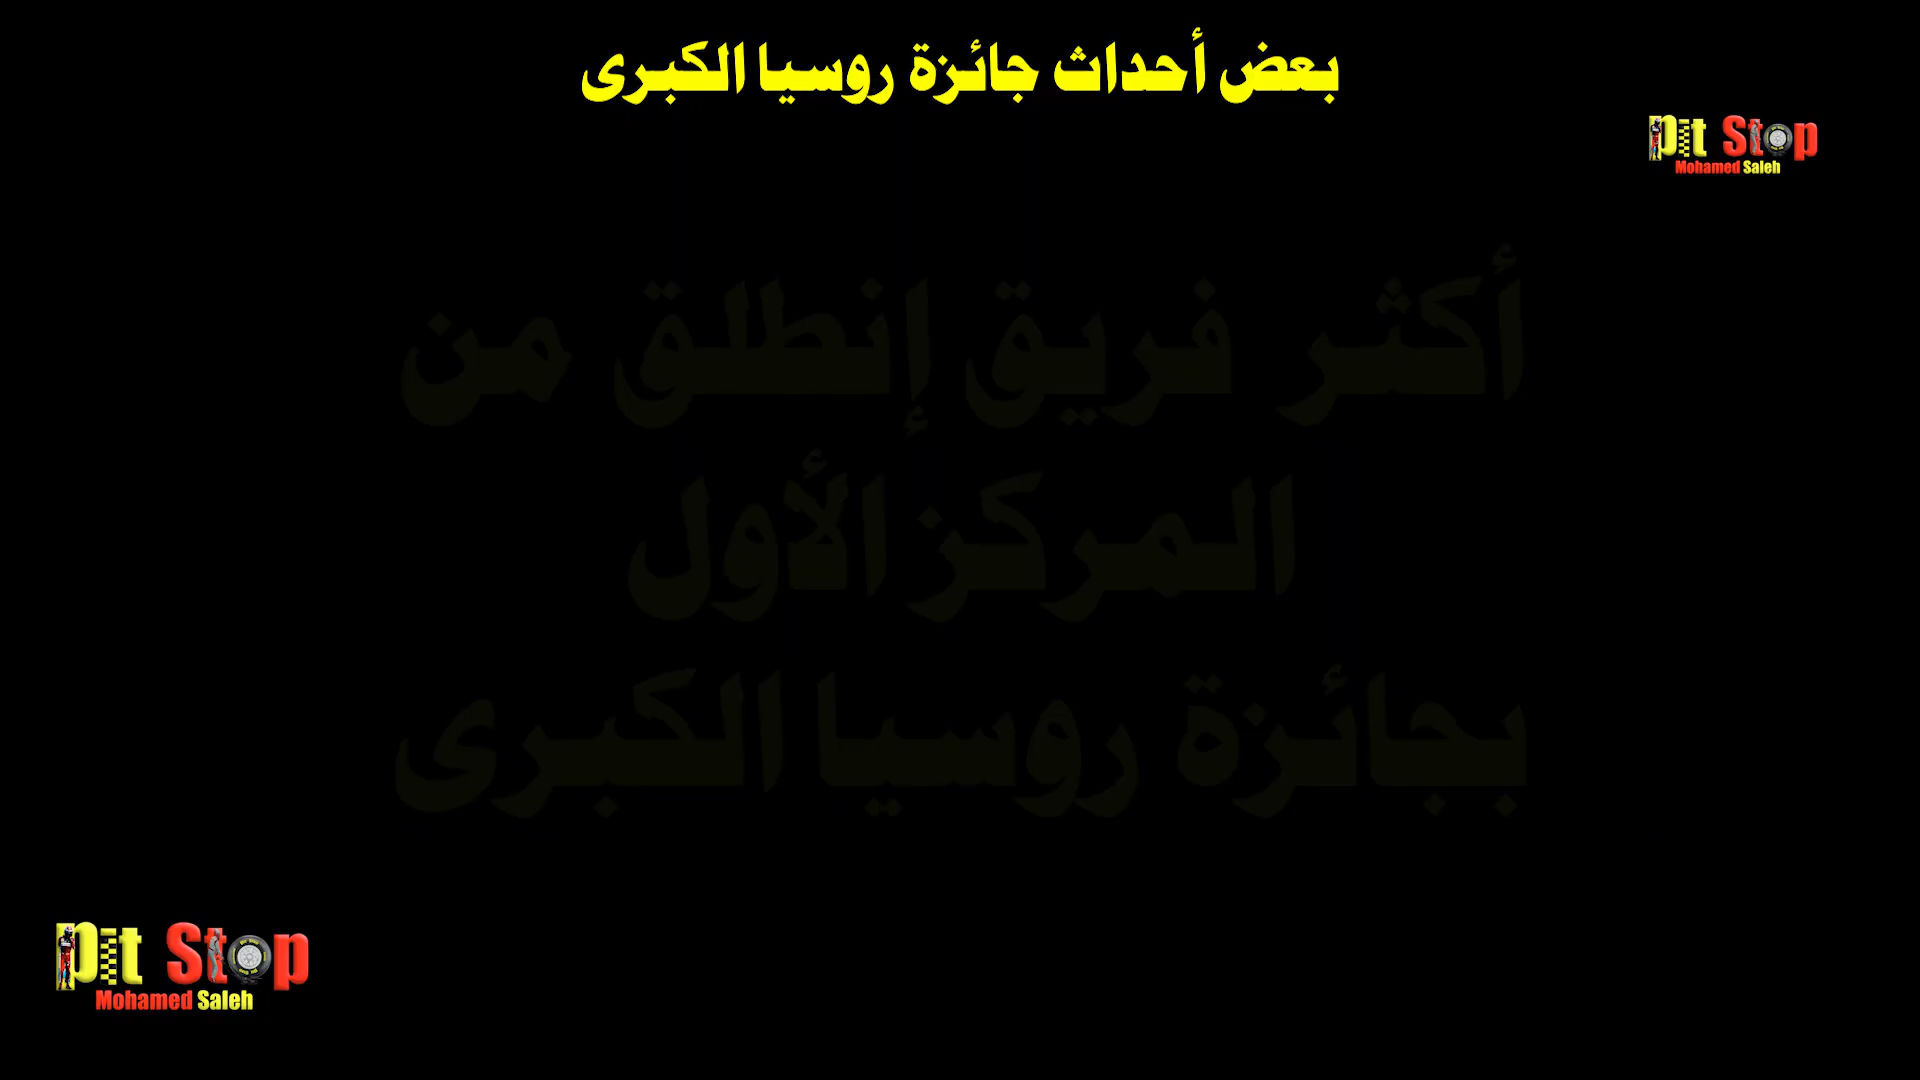 بعض أحداث جائزة روسيا الكبرى
Pit Stop
Mohamed Saleh
أكثر فريق إنطلق من
المركز الأول
بجائزة روسيا الكبرى
Pit Stop
Mohamed Saleh